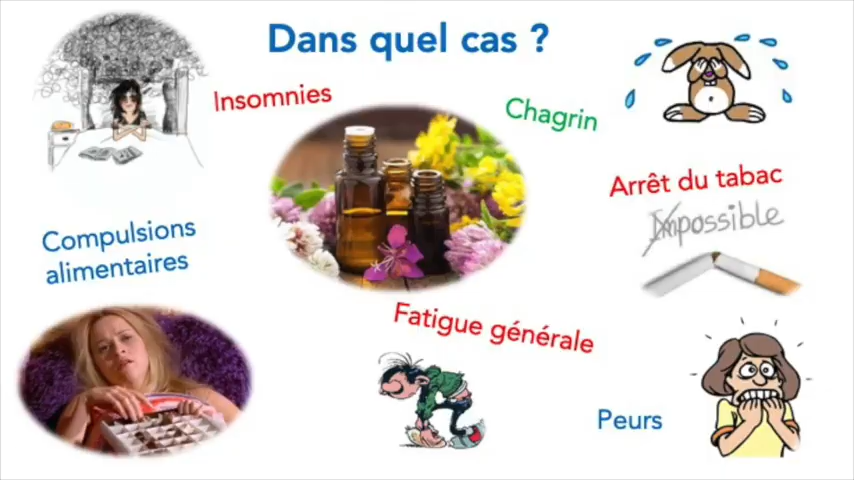 Dans quel cas ?
Insomnies
Chagrin
Arrêt du tabac
Impossible
Compulsions
alimentaires
Fatigue générale
Peurs